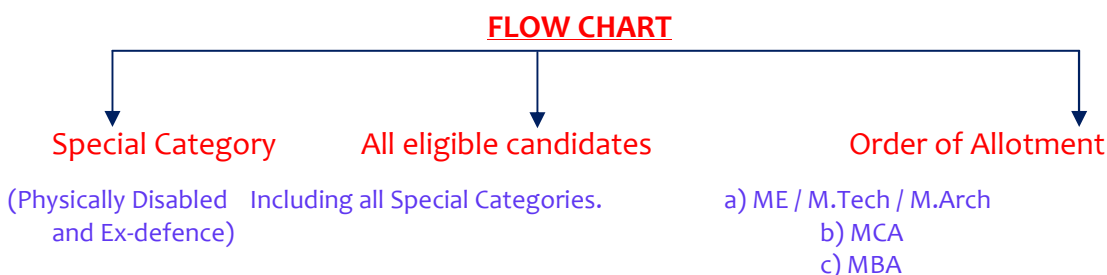 FLOW CHART
Special Category
All eligible candidates
Order of Allotment
(Physically Disabled
and Ex-defence)
Including all Special Categories.
a) ME / M.Tech / M.Arch
b) MCA
c) MBA